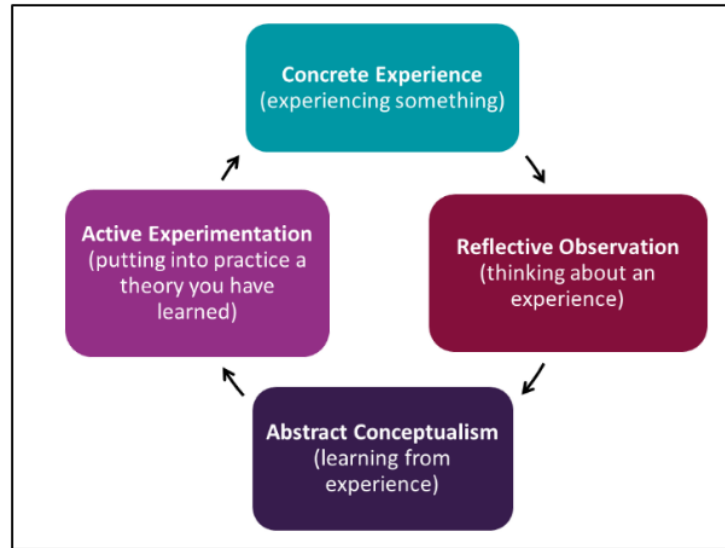 Concrete Experience
(experiencing something)
Reflective Observation
(thinking about an
experience)
Abstract Conceptualism
(learning from
experience)
Active Experimentation
(putting into practice a
theory you have
learned)